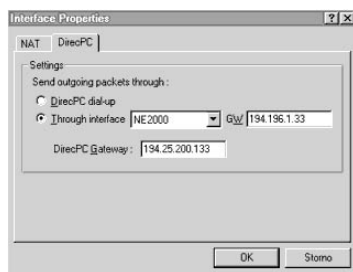 Interface Properties
NAT DirecPC
Settings
Send outgoing packets through :
DirecPC dial-up
Through interface NE2000 GW 194.196.1.33
DirecPC Gateway : 194.25.200.133
OK Storno